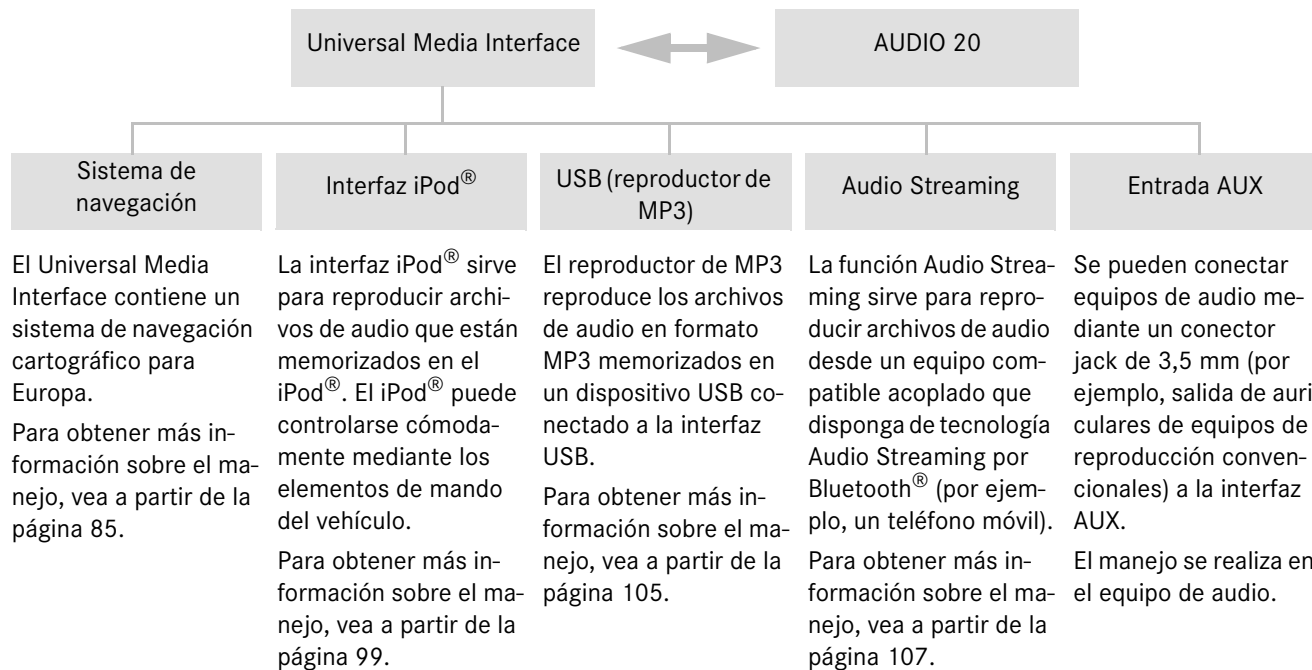 Universal Media Interface
AUDIO 20
Sistema de
navegación
Interfaz iPod®
USB (reproductor de
MP3)
Audio Streaming
Entrada AUX
El Universal Media
Interface contiene un
sistema de navegación
cartográfico para
Europa.
Para obtener más in-
formación sobre el ma-
nejo, vea a partir de la
página 85.
La interfaz iPod® sirve
para reproducir archi-
vos de audio que están
memorizados en el
iPod®. El iPod® puede
controlarse cómoda-
mente mediante los
elementos de mando
del vehículo.
Para obtener más in-
formación sobre el ma-
nejo, vea a partir de la
página 99.
El reproductor de MP3
reproduce los archivos
de audio en formato
MP3 memorizados en
un dispositivo USB co-
nectado a la interfaz
USB.
Para obtener más in-
formación sobre el ma-
nejo, vea a partir de la
página 105.
La función Audio Strea-
ming sirve para repro-
ducir archivos de audio
desde un equipo com-
patible acoplado que
disponga de tecnología
Audio Streaming por
Bluetooth® (por ejem-
plo, un teléfono móvil).
Para obtener más in-
formación sobre el ma-
nejo, vea a partir de la
página 107.
Se pueden conectar
equipos de audio me-
diante un conector
jack de 3,5 mm (por
ejemplo, salida de auri
culares de equipos de
reproducción conven-
cionales) a la interfaz
AUX.
El manejo se realiza en
el equipo de audio.